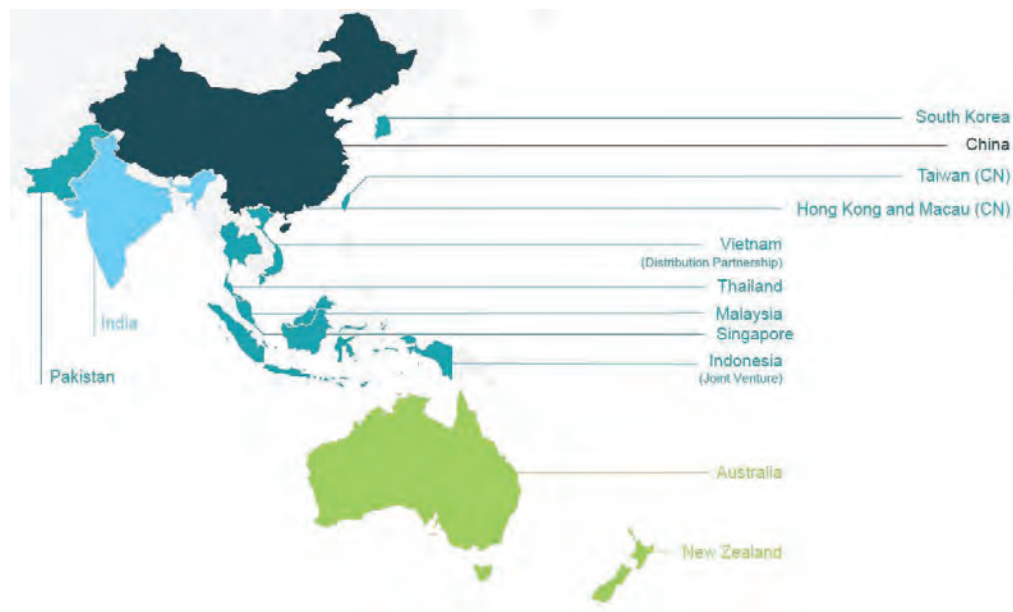 South Korea
China
Taiwan (CN)
Hong Kong and Macau (CN)
Vietnam
(Distribution Partnership)
Thailand
India
Malaysia
Singapore
Indonesia
(Joint Venture)
Pakistan
Australia
New Zealand